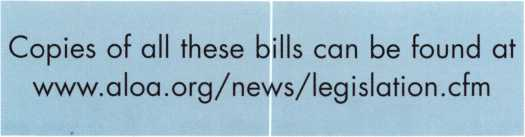 Copies of all these bills can be found at
www.aloa.org/news/legislation.cfm